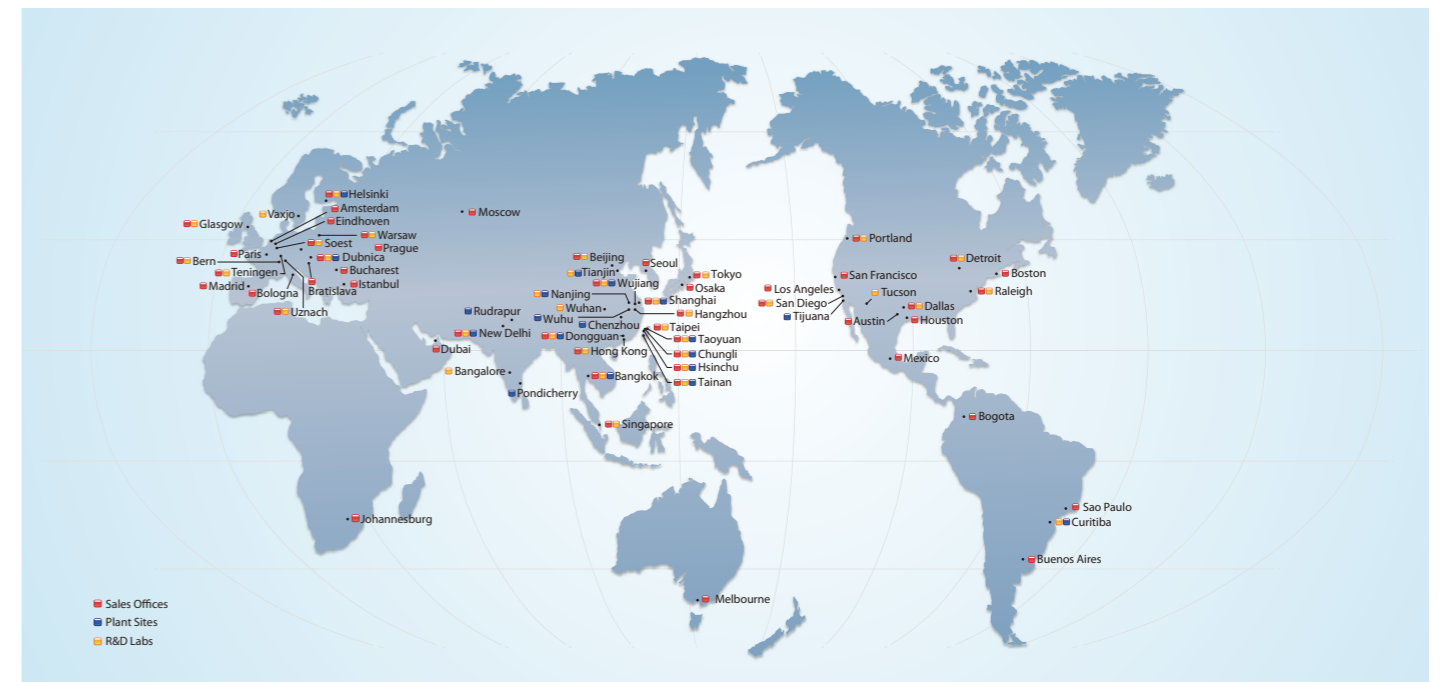 Helsinki
Amsterdam
Vaxjo
Eindhoven
Glasgow
Warsaw
Soest
Prague
Paris
Dubnica
Bern
Bucharest
Teningen
Istanbul
Madrid
Bologna
Bratislava
Uznach
Moscow
Beijing
Seoul
Tianjin
Tokyo
Wujiang
Osaka
Nanjing
Shanghai
Wuhan
Hangzhou
Rudrapur
Wuhu
Chenzhou
Taipei
New Delhi
Dongguan
Taoyuan
Dubai
Hong Kong
Chungli
Bangalore
Hsinchu
Bangkok
Tainan
Pondicherry
Singapore
Johannesburg
Melbourne
Portland
Detroit
Boston
San Francisco
Los Angeles
Tucson
Raleigh
San Diego
Dallas
Tijuana
Austin
Houston
Mexico
Bogota
Sao Paulo
Curitiba
Buenos Aires
Sales Offices
Plant Sites
R&D Labs